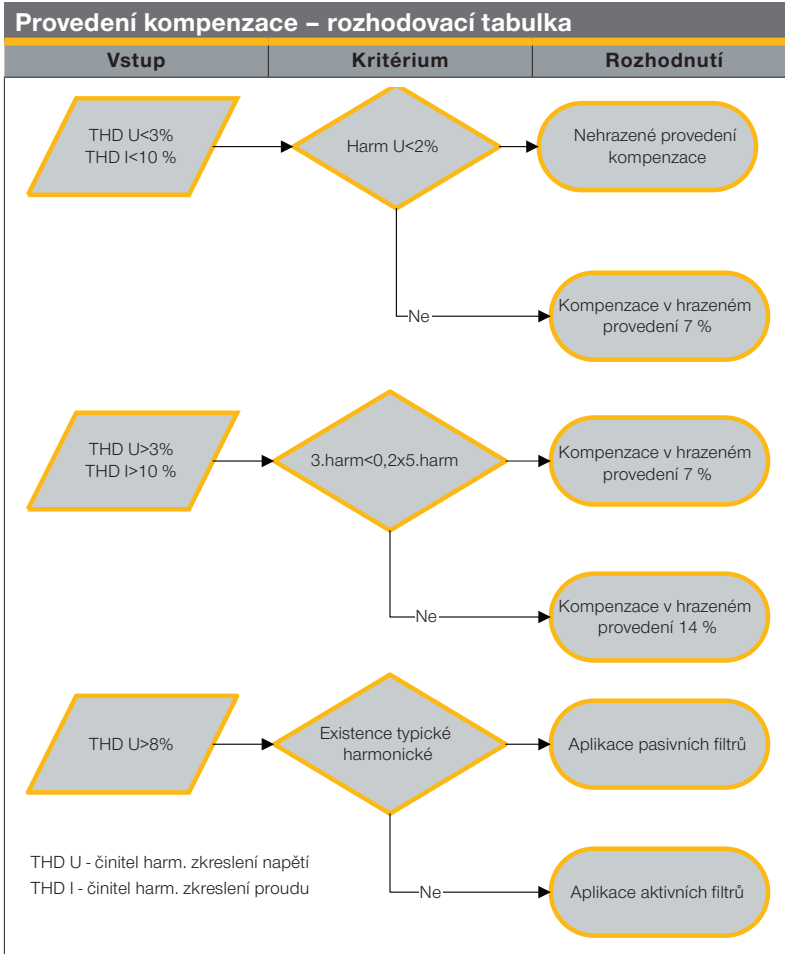 Provedení kompenzace – rozhodovací tabulka
Vstup
Kritérium
Rozhodnutí
THD U<3%
THD I<10 %
Harm U<2%
Nehrazené provedení
kompenzace
Ne
Kompenzace v hrazeném
provedení 7 %
THD U>3%
THD I>10 %
3.harm<0,2x5.harm
Kompenzace v hrazeném
provedení 7 %
Ne
Kompenzace v hrazeném
provedení 14 %
THD U>8%
Existence typické
harmonické
Aplikace pasivních filtrů
Ne
Aplikace aktivních filtrů
THD U - činitel harm. zkreslení napětí
THD I - činitel harm. zkreslení proudu